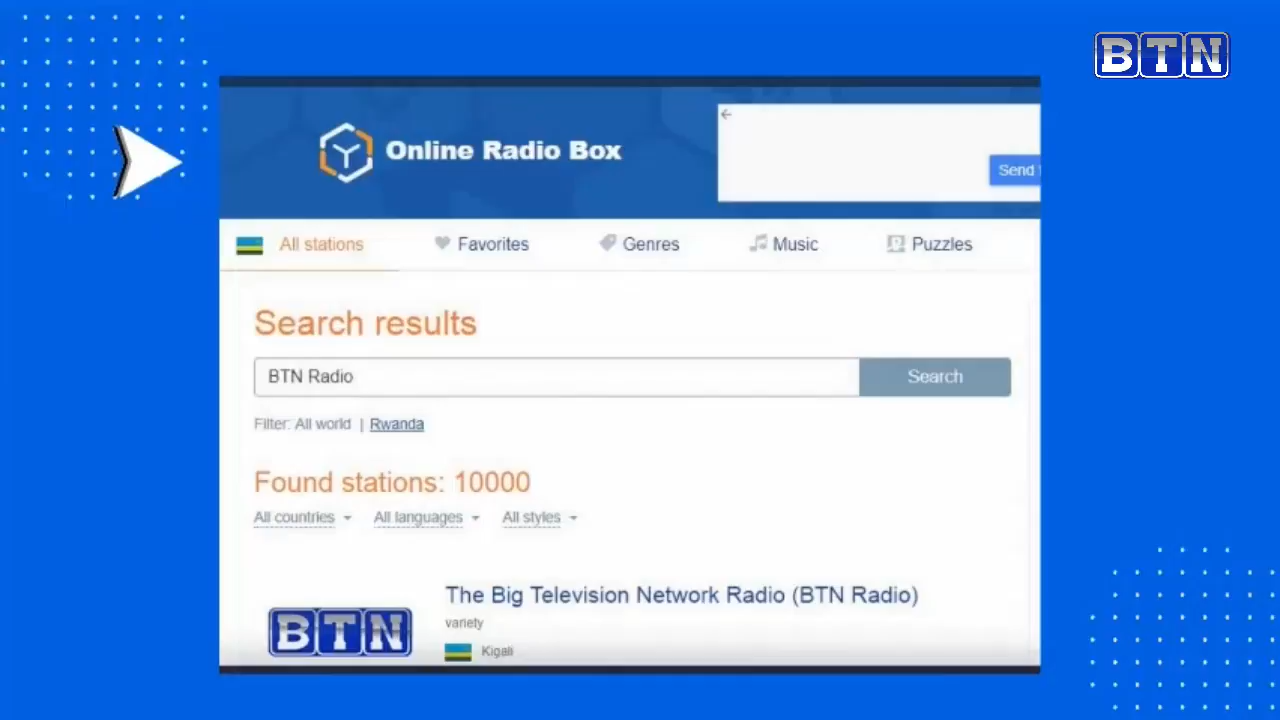 BTN
Online Radio Box
Send
All stations
Favorites
Genres
Music
Puzzles
Search results
BTN Radio
Search
Filter: All world | Rwanda
Found stations: 10000
All countries
All languages
All styles
The Big Television Network Radio (BTN Radio)
variety
BTN
Kigali